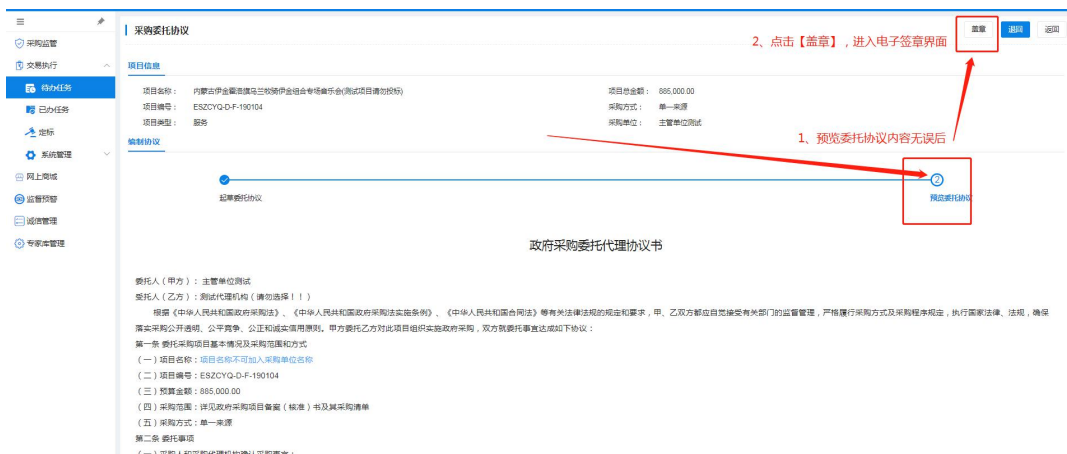 采购委托协议
盖章
退回
返回
2、点击【盖章】，进入电子签章界面
采购监管
交易执行
待办任务
已办任务
定标
系统管理
网上商城
监督预警
诚信管理
专家库管理
项目信息
项目名称： 内蒙古伊金霍洛旗乌兰牧骑伊金组合专场音乐会(测试项目请勿投标)
项目总金额： 885,000.00
项目编号： ESZCYQ-D-F-190104
采购方式： 单一来源
项目类型： 服务
采购单位： 主管单位测试
1、预览委托协议内容无误后
编制协议
2
起草委托协议
预览委托协议
政府采购委托代理协议书
委托人（甲方）：主管单位测试
受托人（乙方）：测试代理机构（请勿选择！！）
根据《中华人民共和国政府采购法》、《中华人民共和国政府采购法实施条例》、《中华人民共和国合同法》等有关法律法规的规定和要求，甲、乙双方都应自觉接受有关部门的监督管理，严格履行采购方式及采购程序规定，执行国家法律、法规，确保
落实采购公开透明、公平竞争、公正和诚实信用原则。甲方委托乙方对此项目组织实施政府采购，双方就委托事宜达成如下协议：
第一条 委托采购项目基本情况及采购范围和方式
（一）项目名称：项目名称不可加入采购单位名称
（二）项目编号：ESZCYQ-D-F-190104
（三）预算金额：885,000.00
（四）采购范围：详见政府采购项目备案（核准）书及其采购清单
（五）采购方式：单一来源
第二条 委托事项
（一）采购人和采购代理机构确认采购事宜：